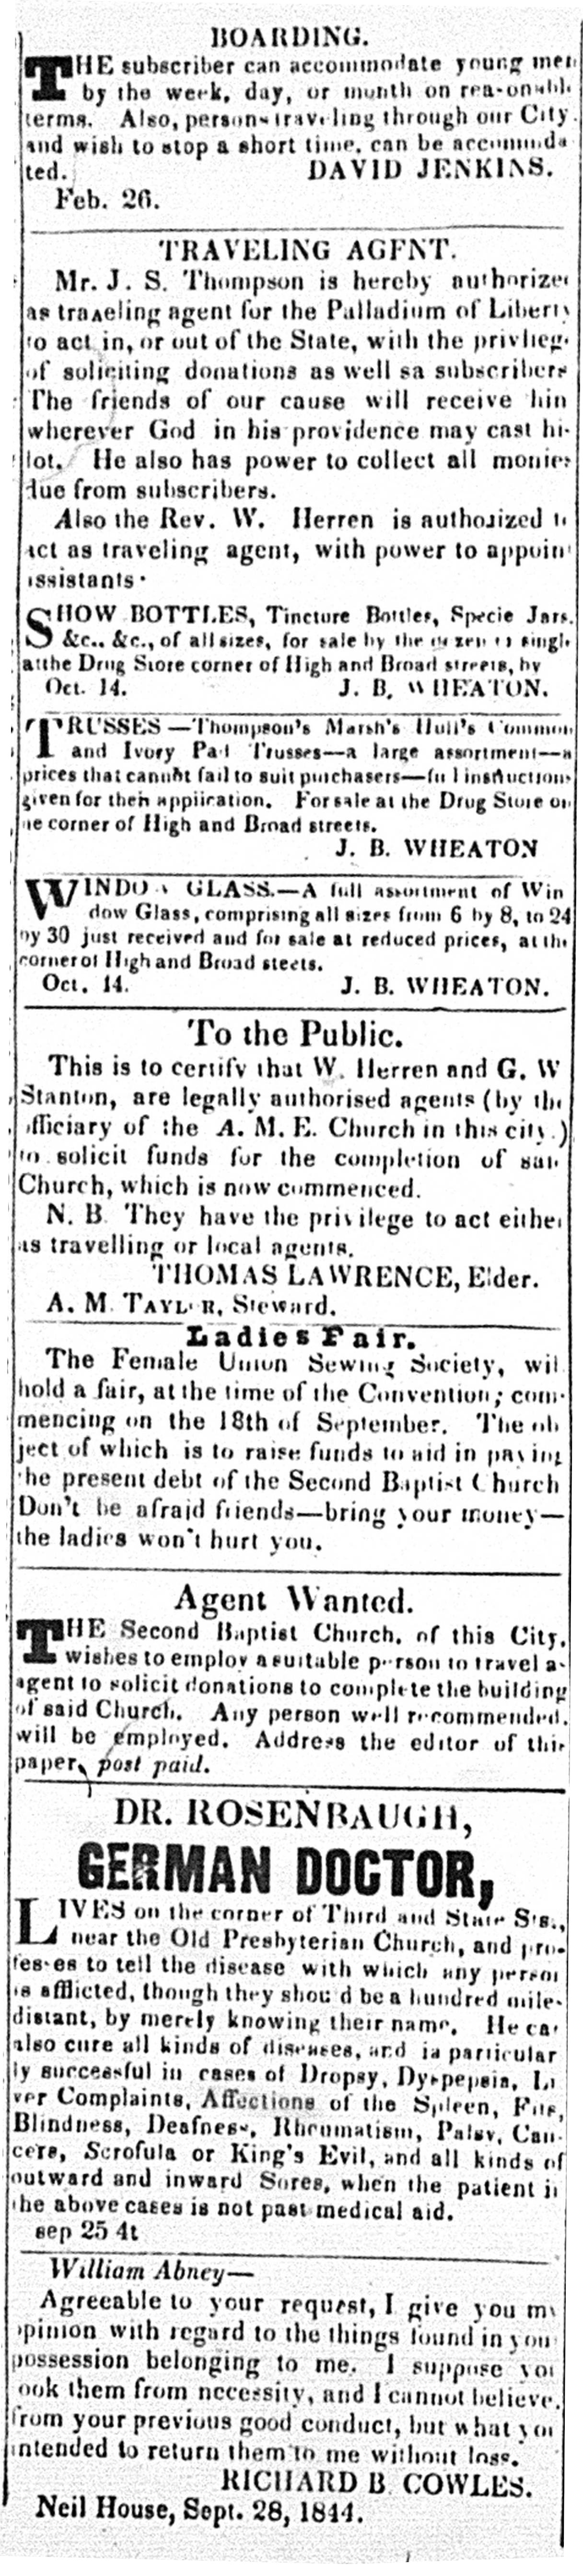 BOARDING.
THE subscriber can accommodate young men
by the week, day, or month on rea-onable
terms. Also, persons traveling through our City
and wish to stop a short time, can be accommoda
ted. DAVID JENKINS.
Feb. 26.
TRAVELING AGENT.
Mr. J. S. Thompson is hereby authorized
as traveling agent for the Palladium of Liberty
to act in, or out of the State, with the privlieg-
of soliciting donations as well sa subscribers
The friends of our cause will receive him
wherever God in his providence may cast hi-
lot. He also has power to collect all monies
due from subscribers.
Also the Rev. W. Herren is authorized to
act as traveling agent, with power to appoint
assistants.
SHOW BOTTLES, Tincture Bottles, Specie Jars,
&c.. &c., of all sizes, for sale by the single
at the Drug Store corner of High and Broad streets, by
Oct. 14. J. B. WHEATON.
TRUSSES—Thompson's Marsh's Hull's Common
and Ivory Pad Trusses—a large assortment—a
prices that cannot fail to suit purchasers—full instructions
given for their application. For sale at the Drug Store on
he corner of High and Broad streets.
J. B. WHEATON
WINDOW GLASS.—A full assortment of Win
dow Glass, comprising all sizes from 6 by 8, to 24
by 30 just received and for sale at reduced prices, at the
corner of High and Broad steets.
Oct. 14. J. B. WHEATON.
To the Public.
This is to certify that W. Herren and G. W
Stanton, are legally authorised agents (by the
officiary of the A. M. E. Church in this city.)
to solicit funds for the completion of said
Church, which is now commenced.
N. B. They have the privilege to act either
as travelling or local agents.
THOMAS LAWRENCE, Elder.
A. M. TAYLOR, Steward.
Ladies Fair.
The Female Union Sewing Society, will
hold a fair, at the time of the Convention; com-
mencing on the 18th of September. The ob
ject of which is to raise funds to aid in paying
the present debt of the Second Baptist Church
Don't be afraid friends—bring your money—
the ladies won't hurt you.
Agent Wanted.
THE Second Baptist Church, of this City,
wishes to employ a suitable person to travel as
agent to solicit donations to complete the building
of said Church. Any person well recommended,
will be employed. Address the editor of this
paper, post paid.
DR. ROSENBAUGH,
GERMAN DOCTOR,
LIVES on the corner of Third and State Sts.,
near the Old Presbyterian Church, and pro-
fesses to tell the disease with which any person
is afflicted, though they should be a hundred miles
distant, by merely knowing their name. He can
also cure all kinds of diseases, and is particular
ly successful in cases of Dropsy, Dyspepsia, Li
ver Complaints, Affections of the Spleen, Fits,
Blindness, Deafness, Rheumatism, Palsy, Can-
cers, Scrofula or King's Evil, and all kinds of
outward and inward Sores, when the patient in
the above cases is not past medical aid.
sep 25 4t
William Abney—
Agreeable to your request, I give you my
opinion with regard to the things found in your
possession belonging to me. I suppose you
took them from necessity, and I cannot believe,
from your previous good conduct, but what you
intended to return them to me without loss.
RICHARD B. COWLES.
Neil House, Sept. 28, 1844.